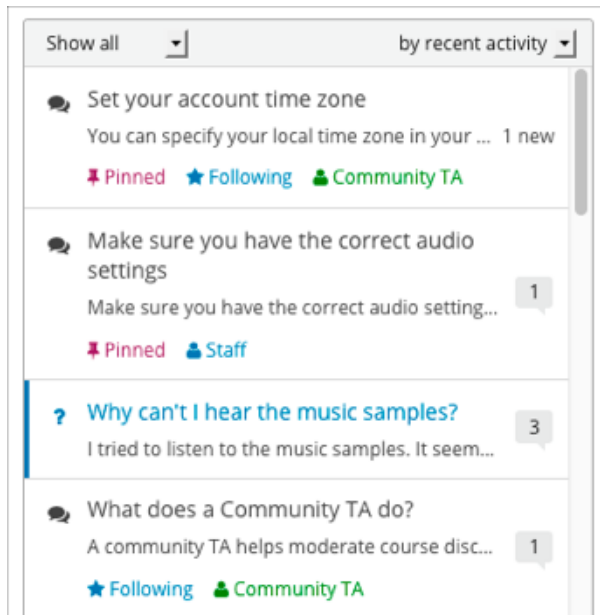 Show all by recent activity
Set your account time zone
You can specify your local time zone in your ... 1 new
Pinned Following Community TA
Make sure you have the correct audio
settings
1
Make sure you have the correct audio setting...
Pinned Staff
? Why can't I hear the music samples?
3
I tried to listen to the music samples. It seem...
What does a Community TA do?
A community TA helps moderate course disc... 1
Following Community TA